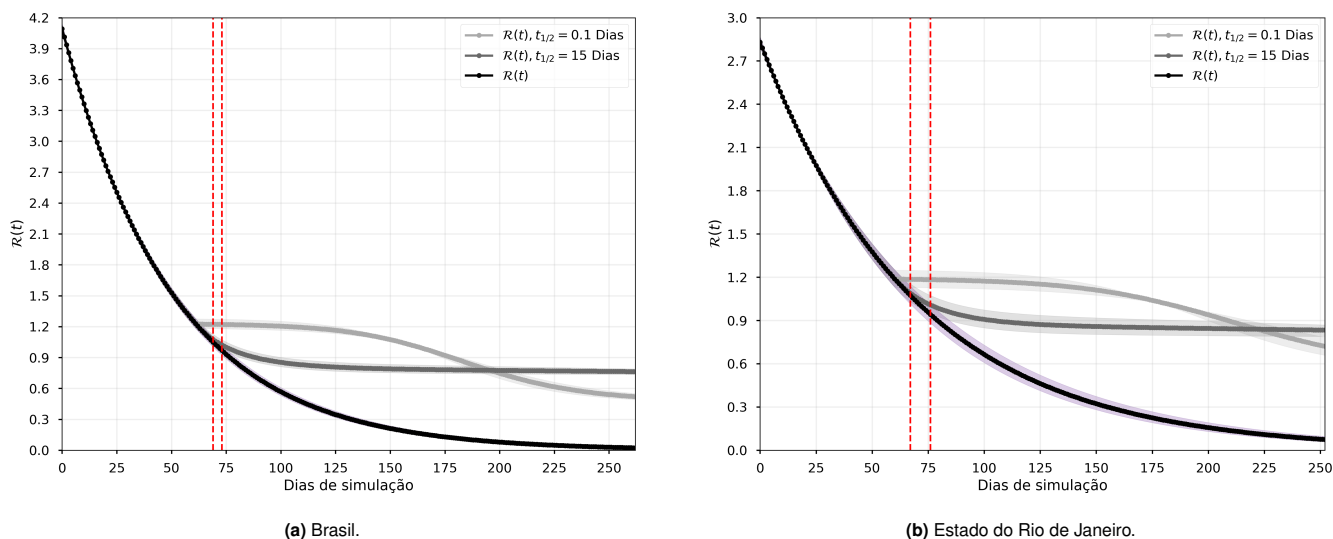 4.2
3.9
3.6
3.3
3.0
2.7
2.4
2.1
1.8
1.5
1.2
0.9
0.6
0.3
0.0
ℛ(t)
ℛ(t), t1/2 = 0.1 Dias
ℛ(t), t1/2 = 15 Dias
ℛ(t)
0 25 50 75 100 125 150 175 200 225 250
Dias de simulação
(a) Brasil.
3.0
2.7
2.4
2.1
1.8
1.5
1.2
0.9
0.6
0.3
0.0
ℛ(t)
ℛ(t), t1/2 = 0.1 Dias
ℛ(t), t1/2 = 15 Dias
ℛ(t)
0 25 50 75 100 125 150 175 200 225 250
Dias de simulação
(b) Estado do Rio de Janeiro.